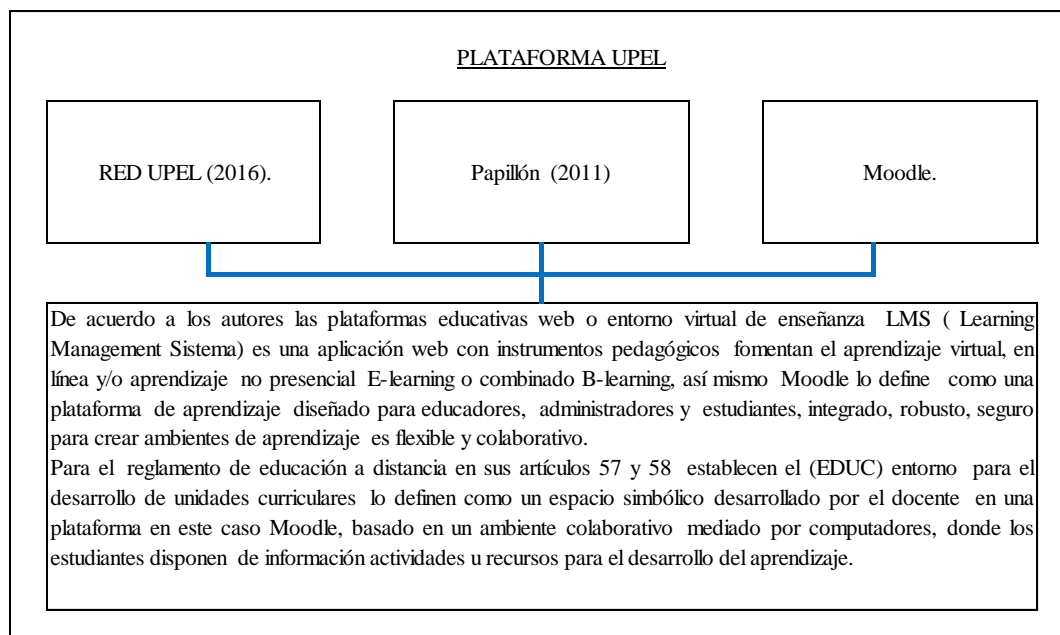 PLATAFORMA UPEL
RED UPEL (2016).
Papillón (2011)
Moodle.
De acuerdo a los autores las plataformas educativas web o entorno virtual de enseñanza LMS ( Learning
Management Sistema) es una aplicación web con instrumentos pedagógicos fomentan el aprendizaje virtual, en
línea y/o aprendizaje no presencial E-learning o combinado B-learning, así mismo Moodle lo define como una
plataforma de aprendizaje diseñado para educadores, administradores y estudiantes, integrado, robusto, seguro
para crear ambientes de aprendizaje es flexible y colaborativo.
Para el reglamento de educación a distancia en sus artículos 57 y 58 establecen el (EDUC) entorno para el
desarrollo de unidades curriculares lo definen como un espacio simbólico desarrollado por el docente en una
plataforma en este caso Moodle, basado en un ambiente colaborativo mediado por computadores, donde los
estudiantes disponen de información actividades u recursos para el desarrollo del aprendizaje.